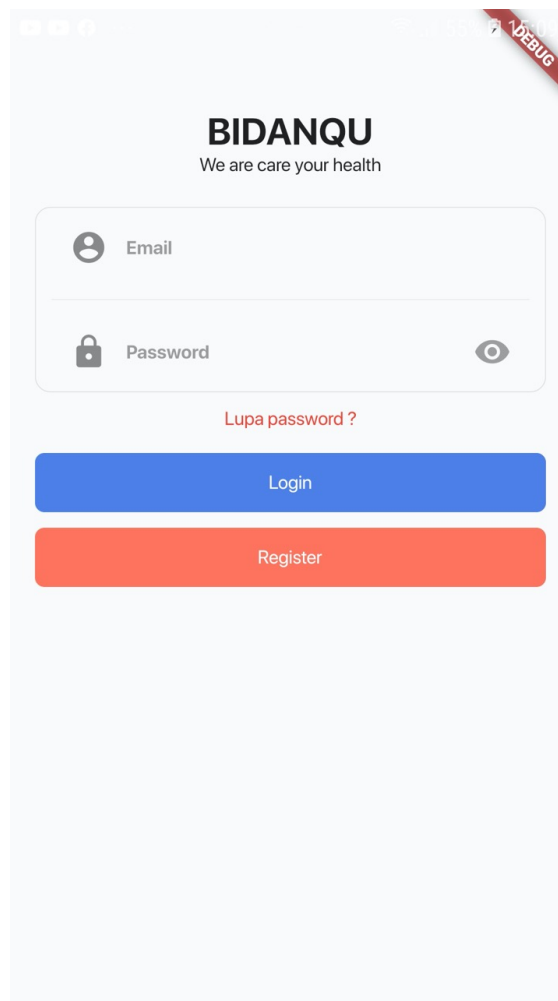 DEBUG
BIDANQU
We are care your health
Email
Password
Lupa password ?
Login
Register